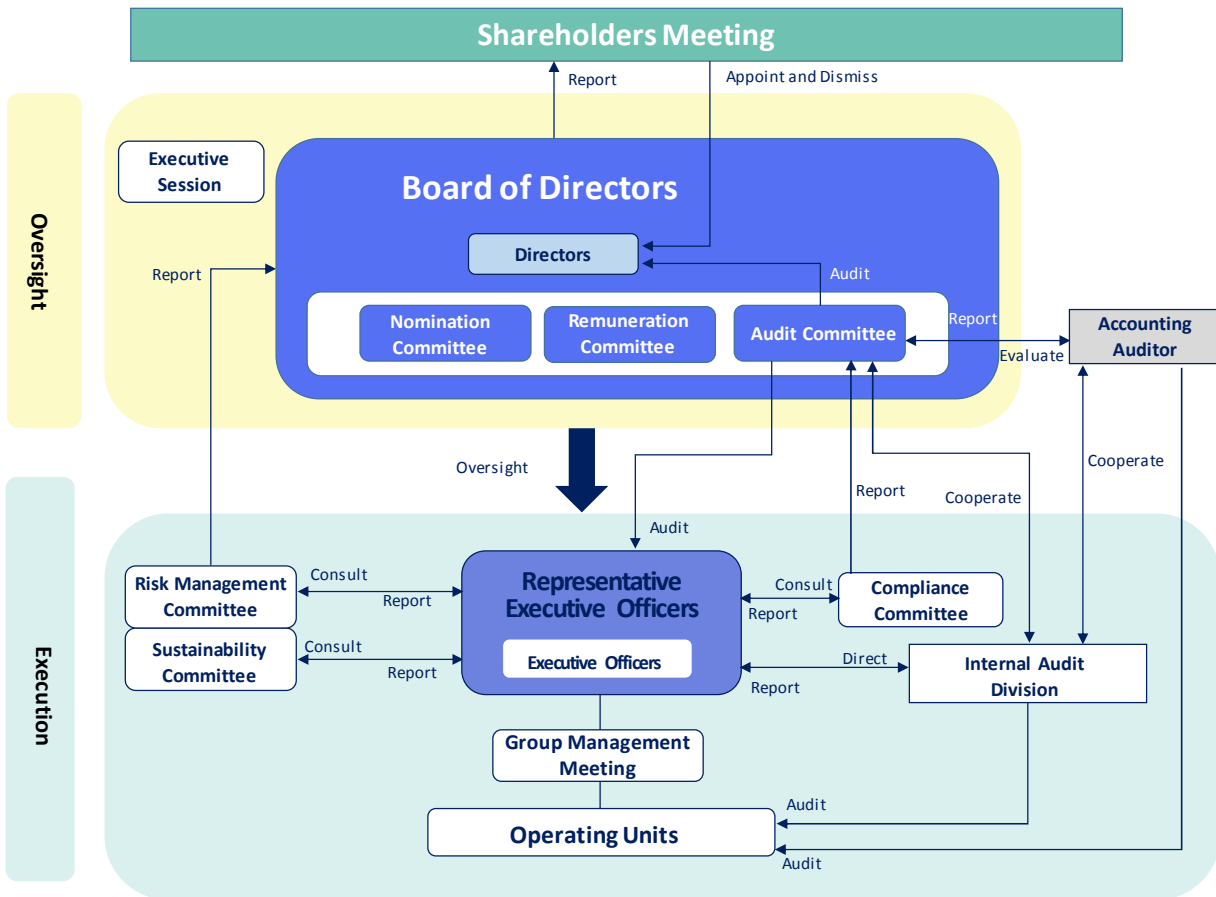 Shareholders Meeting
Report
Appoint and Dismiss
Oversight
Executive
Session
Board of Directors
Directors
Report
Audit
Nomination
Committee
Remuneration
Committee
Audit Committee
Report
Evaluate
Accounting
Auditor
Oversight
Cooperate
Report
Cooperate
Audit
Execution
Risk Management
Committee
Consult
Report
Sustainability
Committee
Consult
Report
Representative
Executive Officers
Executive Officers
Consult
Report
Compliance
Committee
Direct
Report
Internal Audit
Division
Group Management
Meeting
Audit
Operating Units
Audit